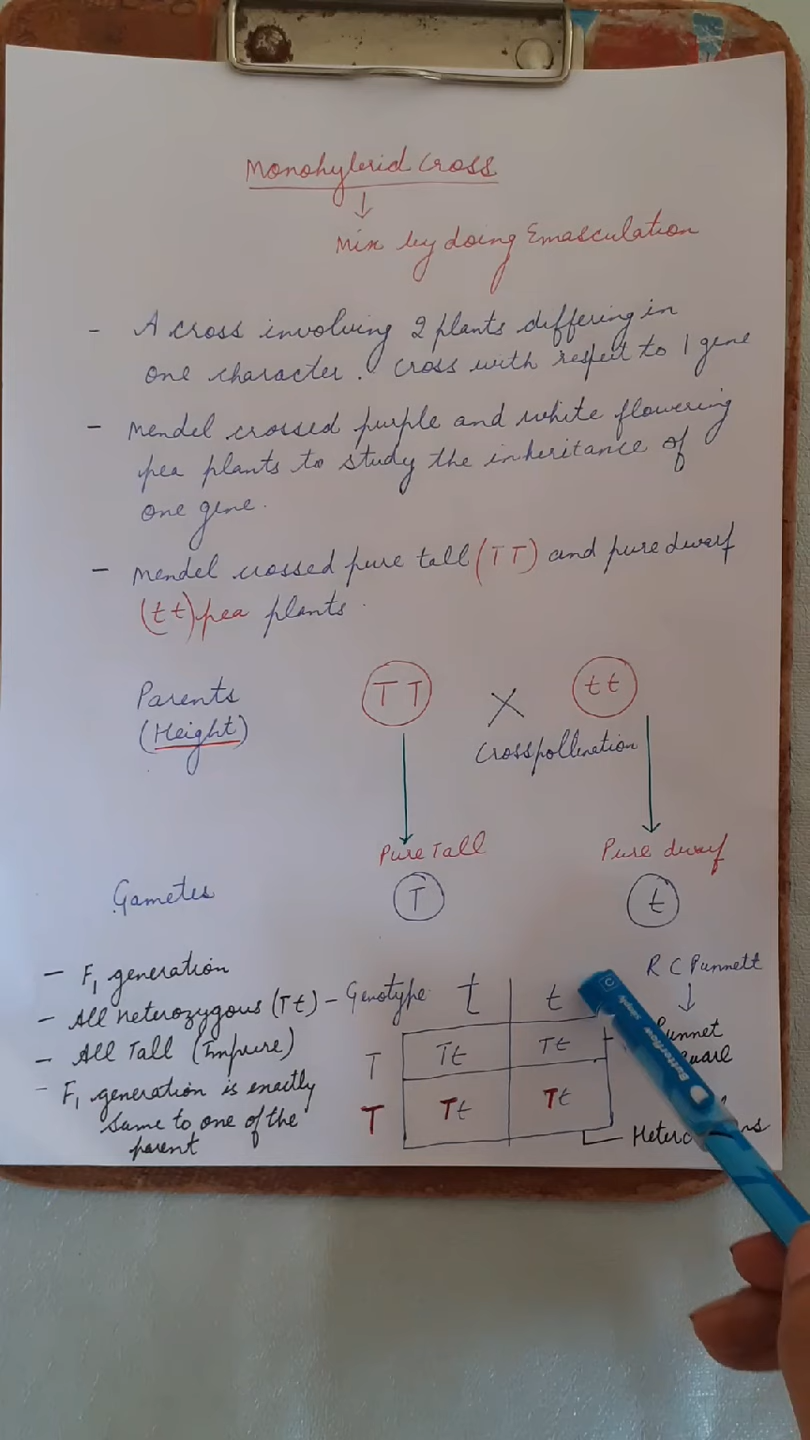 Monohybrid Cross
↓
Mix by doing Emasculation
- A cross involving 2 plants differing in
one character. Cross with respect to 1 gene
- Mendel crossed purple and white flowering
pea plants to study the inheritance of
one gene.
- Mendel crossed pure tall (TT) and pure dwarf
(tt) pea plants.
Parents
(Height)
TT × tt
Crosspollination
Pure Tall
Pure dwarf
Gametes
T
t
- F1 generation
- All heterozygous (Tt) - Genotype
- All Tall (Impure)
- F1 generation is exactly
same to one of the
parent
t t
T Tt Tt
T Tt Tt
R C Punnett
↓
Butterflow